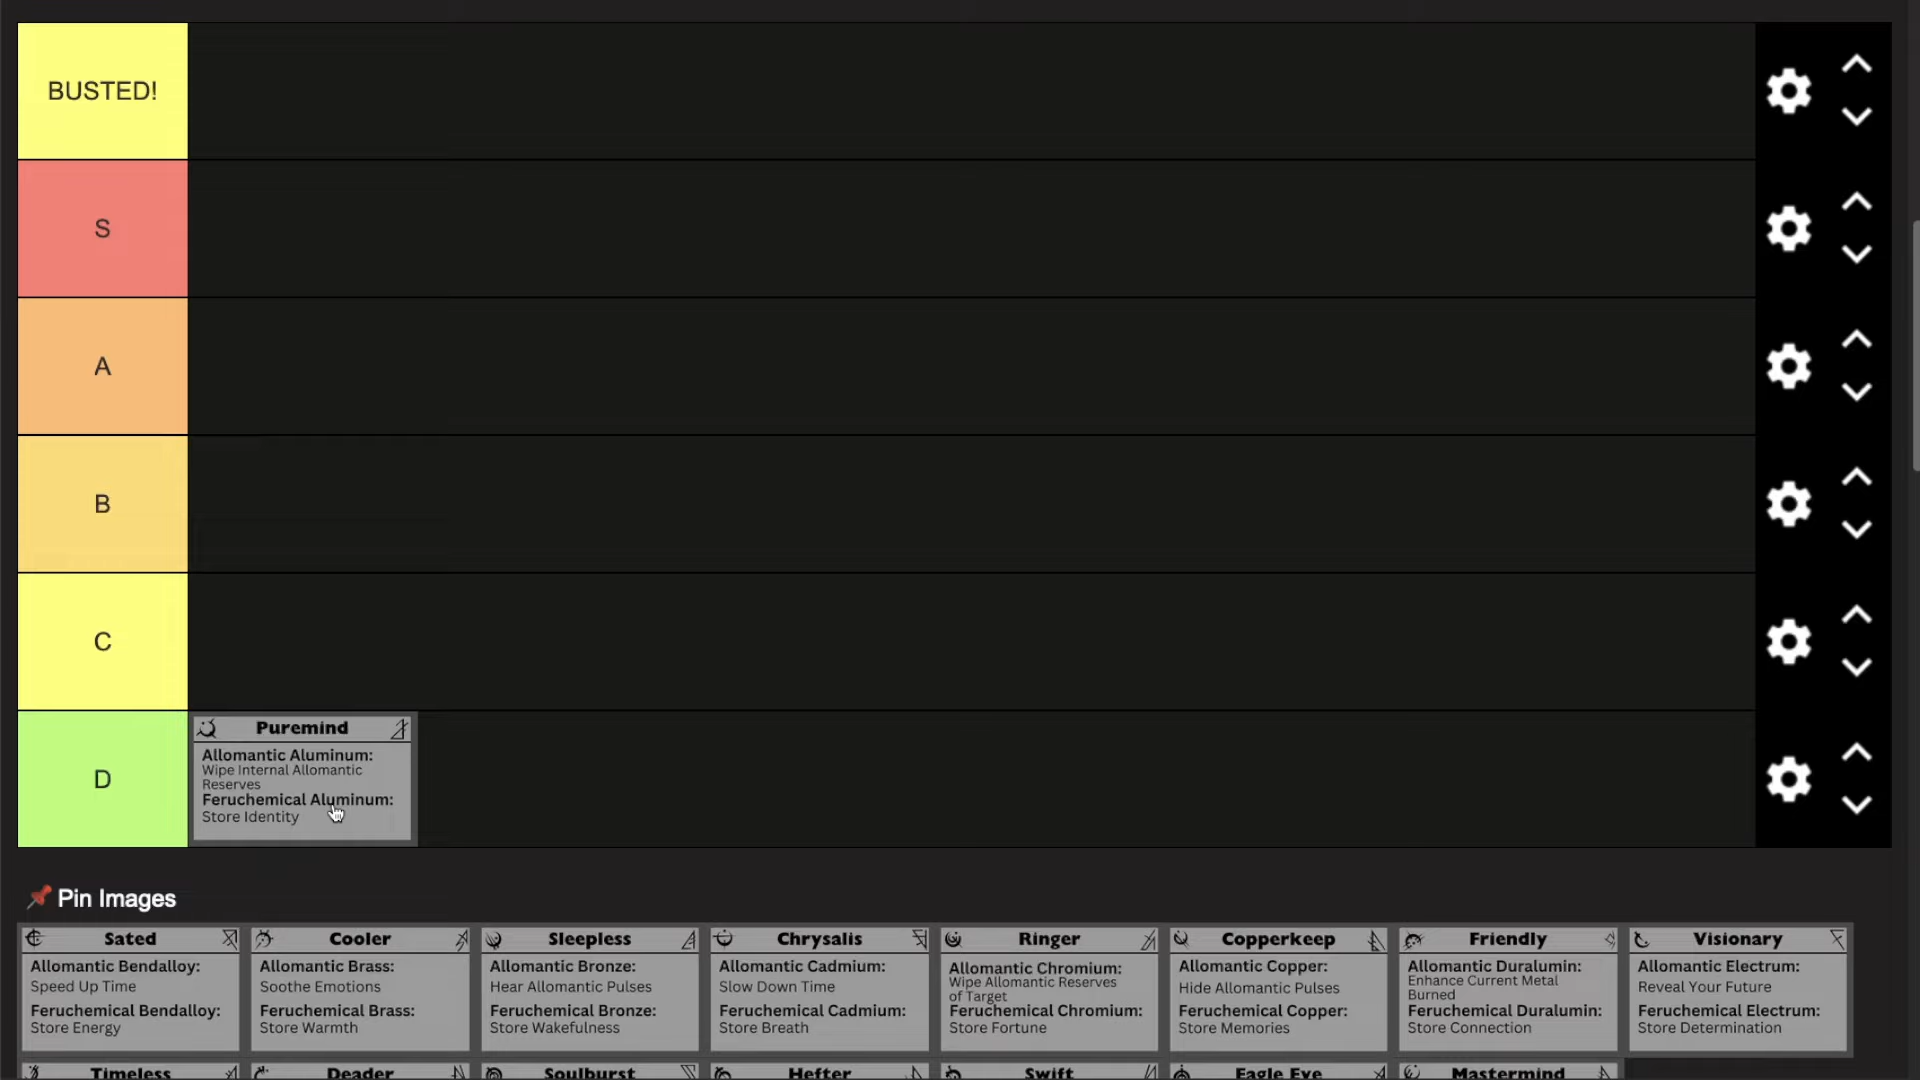 BUSTED!
S
A
B
C
D
Puremind
Allomantic Aluminum:
Wipe Internal Allomantic
Reserves
Feruchemical Aluminum:
Store Identity
Pin Images
Sated
Allomantic Bendalloy:
Speed Up Time
Feruchemical Bendalloy:
Store Energy
Cooler
Allomantic Brass:
Soothe Emotions
Feruchemical Brass:
Store Warmth
Sleepless
Allomantic Bronze:
Hear Allomantic Pulses
Feruchemical Bronze:
Store Wakefulness
Chrysalis
Allomantic Cadmium:
Slow Down Time
Feruchemical Cadmium:
Store Breath
Ringer
Allomantic Chromium:
Wipe Allomantic Reserves
of Target
Feruchemical Chromium:
Store Fortune
Copperkeep
Allomantic Copper:
Hide Allomantic Pulses
Feruchemical Copper:
Store Memories
Friendly
Allomantic Duralumin:
Enhance Current Metal
Burned
Feruchemical Duralumin:
Store Connection
Visionary
Allomantic Electrum:
Reveal Your Future
Feruchemical Electrum:
Store Determination
Timeless
Deader
Soulburst
Hefter
Swift
Eagle Eye
Mastermind